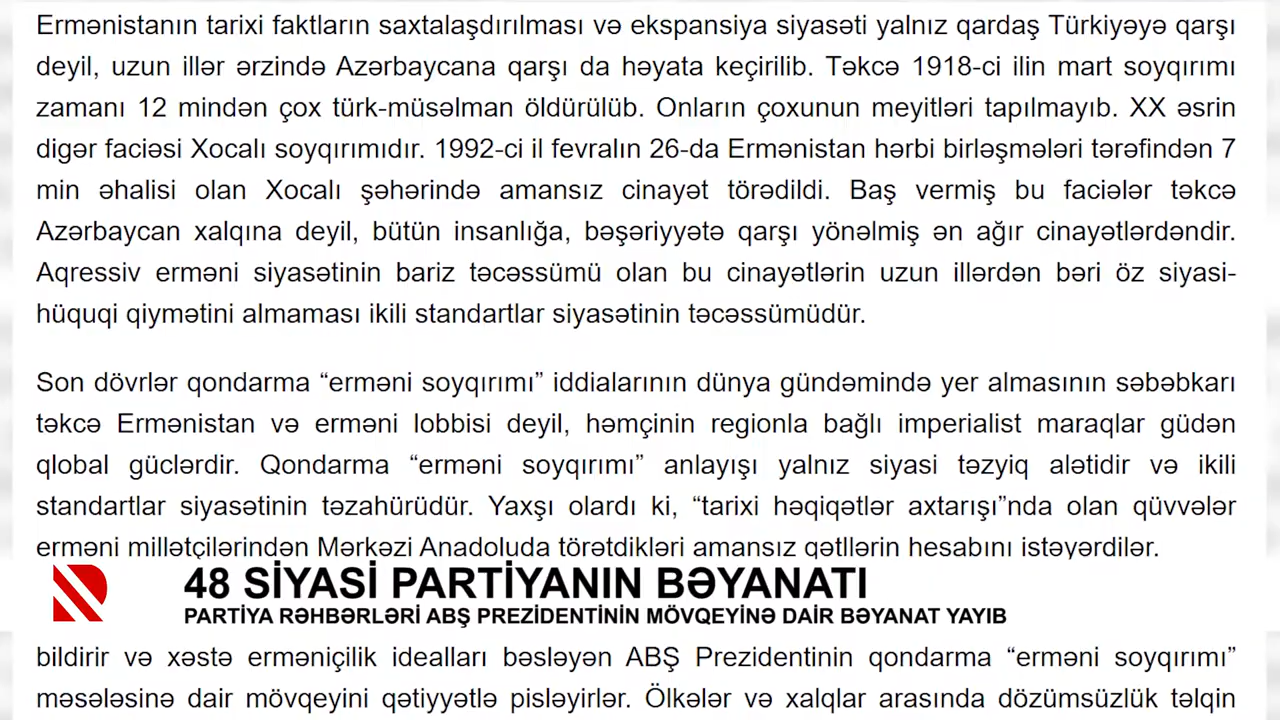 Ermənistanın tarixi faktların saxtalaşdırılması və ekspansiya siyasəti yalnız qardaş Türkiyəyə qarşı
deyil, uzun illər ərzində Azərbaycana qarşı da həyata keçirilib. Təkcə 1918-ci ilin mart soyqırımı
zamanı 12 mindən çox türk-müsəlman öldürülüb. Onların çoxunun meyitləri tapılmayıb. XX əsrin
digər faciəsi Xocalı soyqırımıdır. 1992-ci il fevralın 26-da Ermənistan hərbi birləşmələri tərəfindən 7
min əhalisi olan Xocalı şəhərində amansız cinayət törədildi. Baş vermiş bu faciələr təkcə
Azərbaycan xalqına deyil, bütün insanlığa, bəşəriyyətə qarşı yönəlmiş ən ağır cinayətlərdəndir.
Aqressiv erməni siyasətinin bariz təcəssümü olan bu cinayətlərin uzun illərdən bəri öz siyasi-
hüquqi qiymətini almaması ikili standartlar siyasətinin təcəssümüdür.
Son dövrlər qondarma “erməni soyqırımı” iddialarının dünya gündəmində yer almasının səbəbkarı
təkcə Ermənistan və erməni lobbisi deyil, həmçinin regionla bağlı imperialist maraqlar güdən
qlobal güclərdir. Qondarma “erməni soyqırımı” anlayışı yalnız siyasi təzyiq alətidir və ikili
standartlar siyasətinin təzahürüdür. Yaxşı olardı ki, “tarixi həqiqətlər axtarışı”nda olan qüvvələr
erməni millətçilərindən Mərkəzi Anadoluda törətdikləri amansız qətllərin hesabını istəyərdilər.
48 SİYASİ PARTİYANIN BƏYANATI
PARTİYA RƏHBƏRLƏRİ ABŞ PREZİDENTİNİN MÖVQEYİNƏ DAİR BƏYANAT YAYIB
bildirir və xəstə erməniçilik idealları bəsləyən ABŞ Prezidentinin qondarma “erməni soyqırımı”
məsələsinə dair mövqeyini qətiyyətlə pisləyirlər. Ölkələr və xalqlar arasında dözümsüzlük təlqin